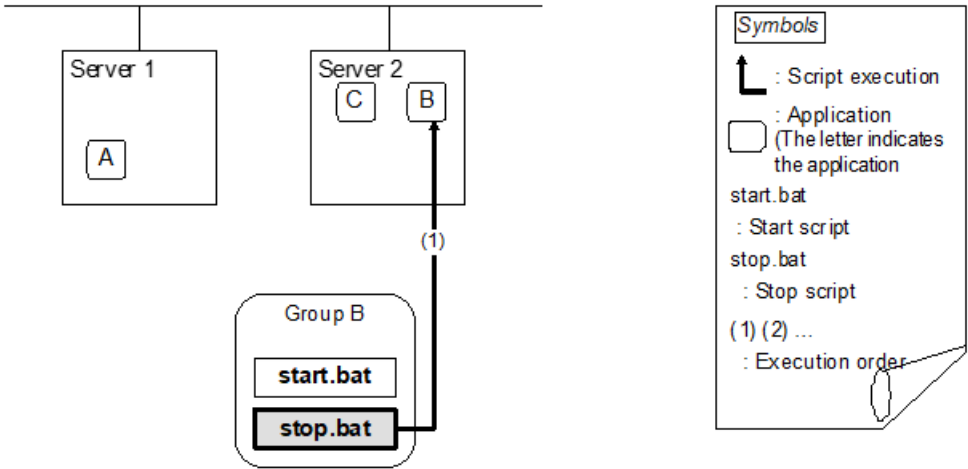 Server 1
A
Server 2
C
B
(1)
Group B
start.bat
stop.bat
Symbols
: Script execution
: Application
(The letter indicates
the application
start.bat
: Start script
stop.bat
: Stop script
(1) (2) ...
: Execution order